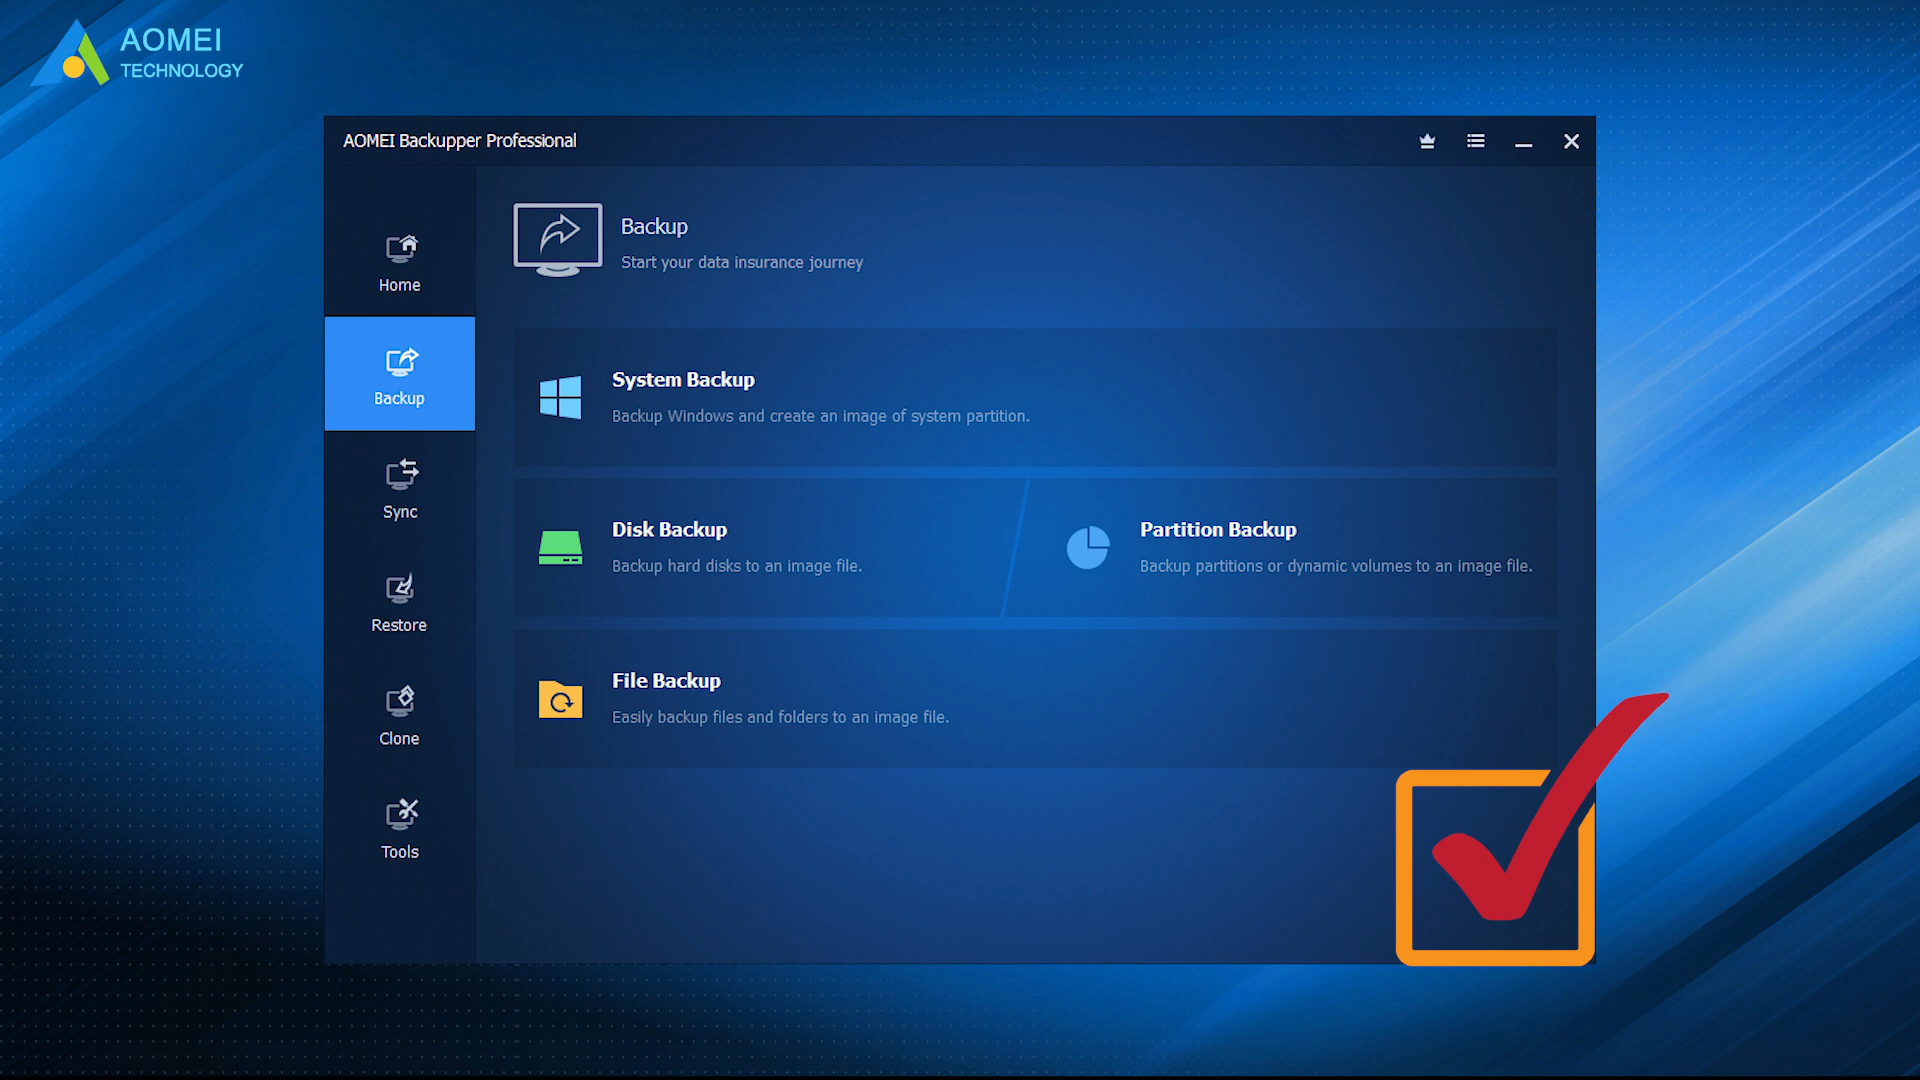 AOMEI
TECHNOLOGY
AOMEI Backupper Professional
Home
Backup
Sync
Restore
Clone
Tools
Backup
Start your data insurance journey
System Backup
Backup Windows and create an image of system partition.
Disk Backup
Backup hard disks to an image file.
Partition Backup
Backup partitions or dynamic volumes to an image file.
File Backup
Easily backup files and folders to an image file.